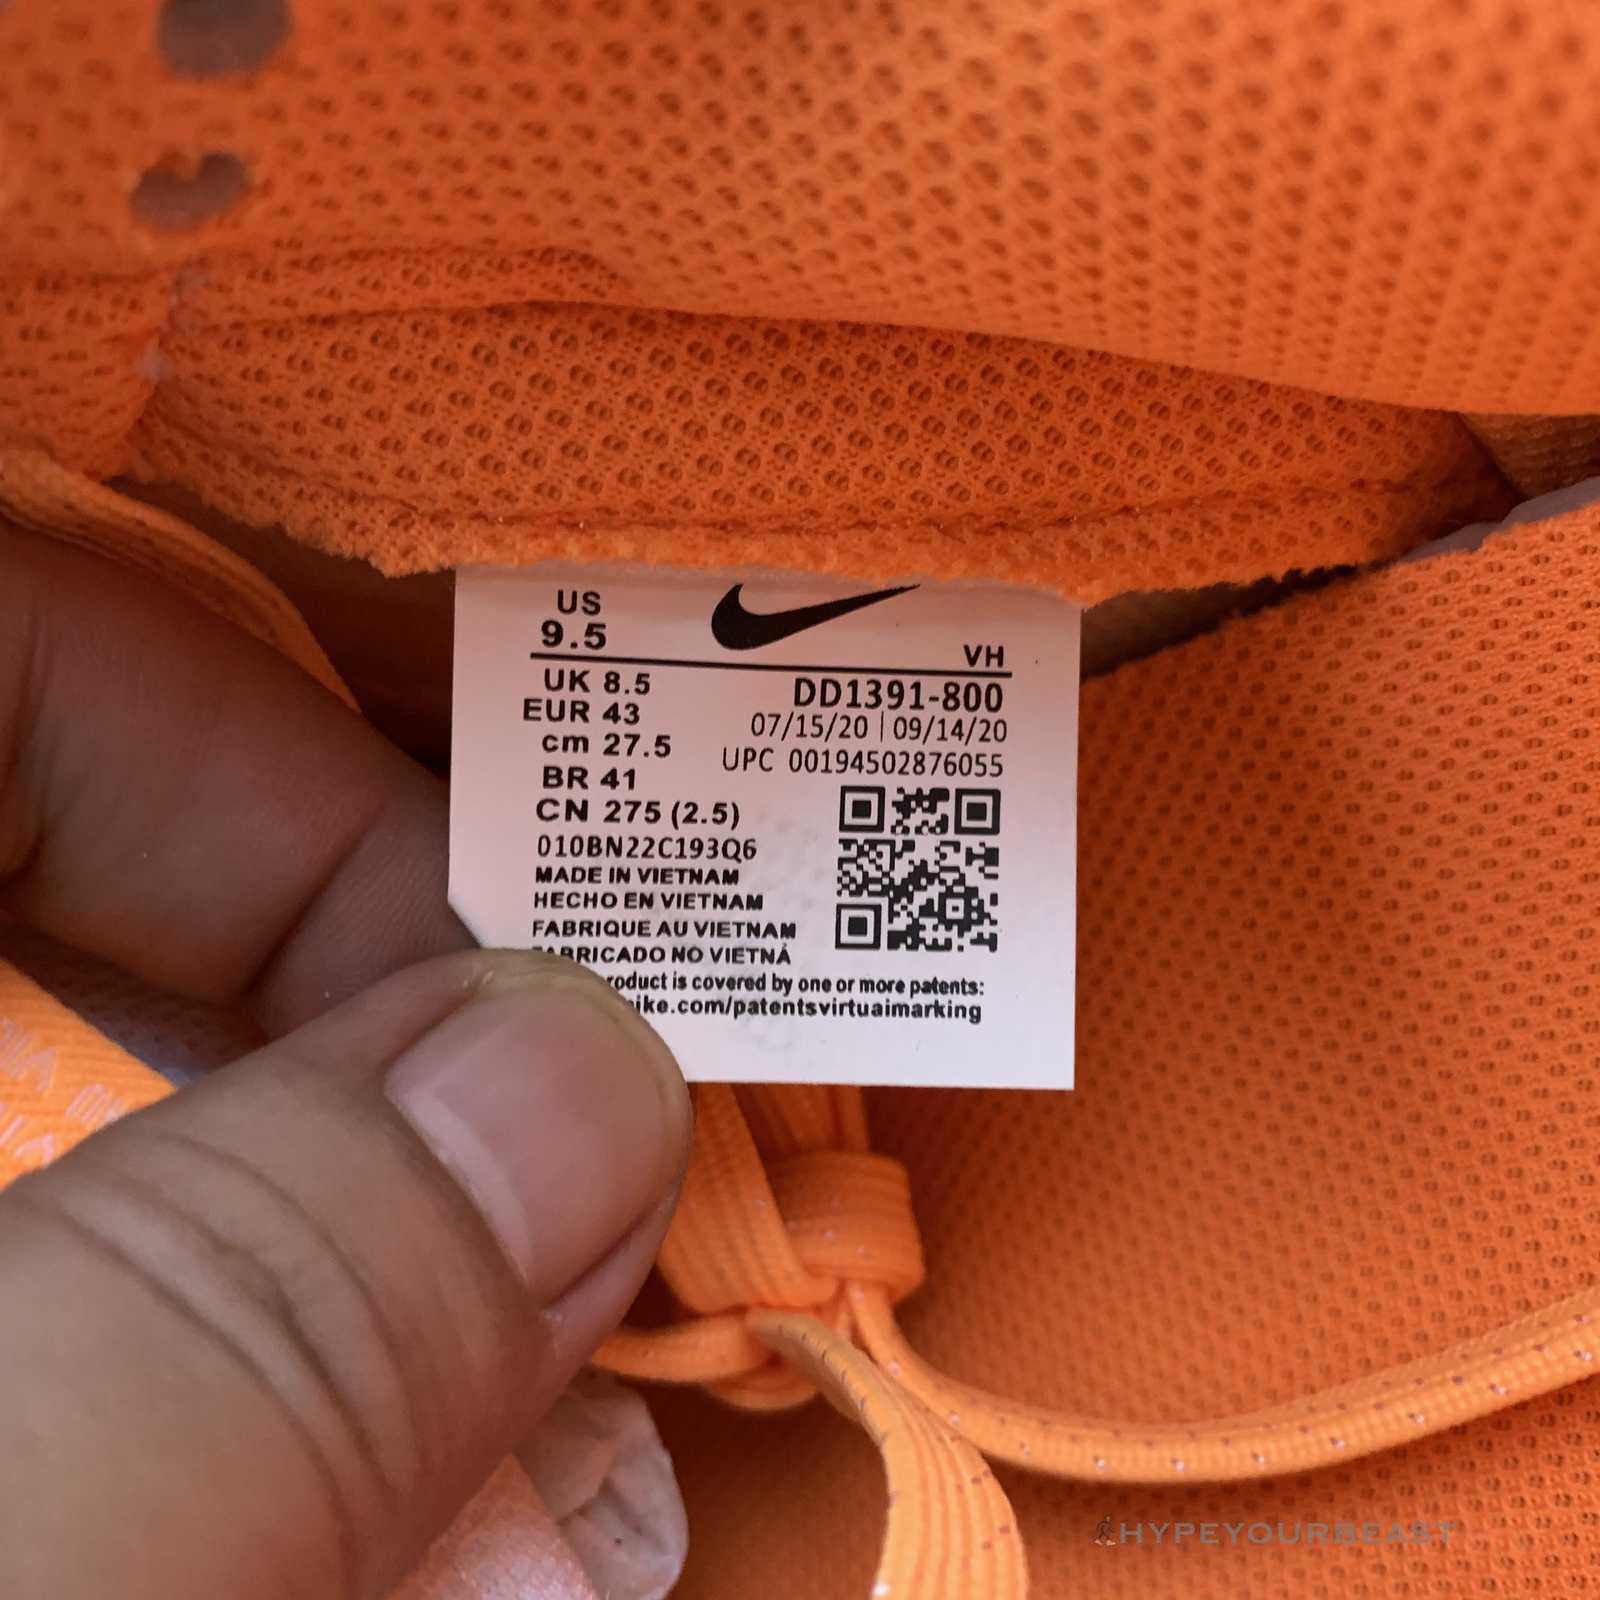 US
9.5
VH
UK 8.5
DD1391-800
EUR 43
07/15/20 | 09/14/20
cm 27.5
UPC 00194502876055
BR 41
CN 275 (2.5)
010BN22C193Q6
MADE IN VIETNAM
HECHO EN VIETNAM
FABRIQUE AU VIETNAM
FABRICADO NO VIETNÃ
roduct is covered by one or more patents:
ike.com/patentsvirtuaimarking
HYPEYOURBEAST